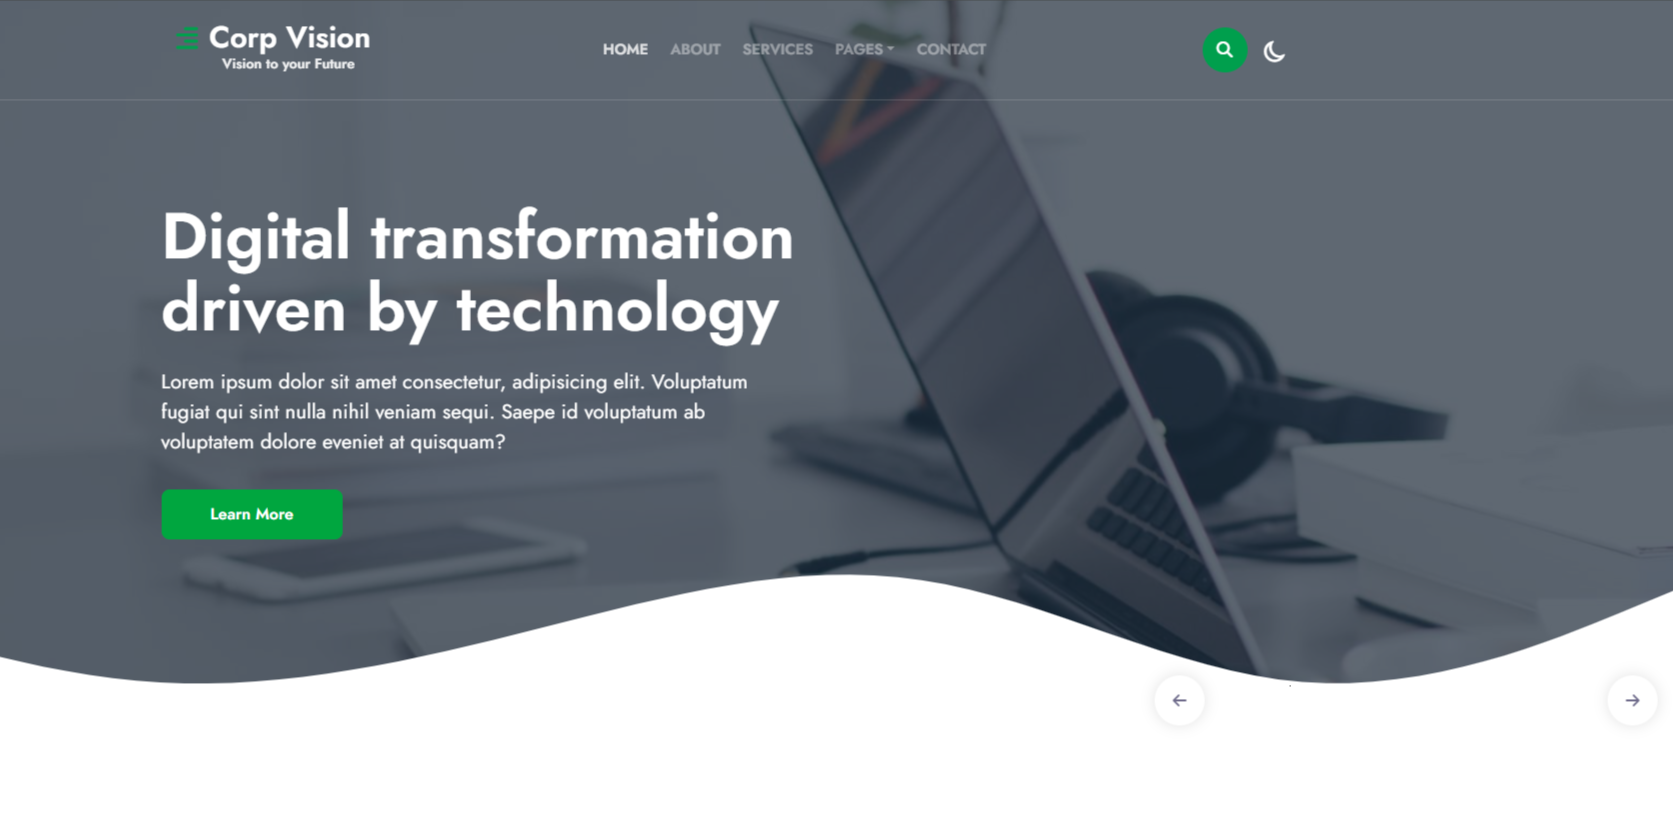 Corp Vision
Vision to your Future
HOME ABOUT SERVICES PAGES CONTACT
Digital transformation
driven by technology
Lorem ipsum dolor sit amet consectetur, adipisicing elit. Voluptatum
fugiat qui sint nulla nihil veniam sequi. Saepe id voluptatum ab
voluptatem dolore eveniet at quisquam?
Learn More